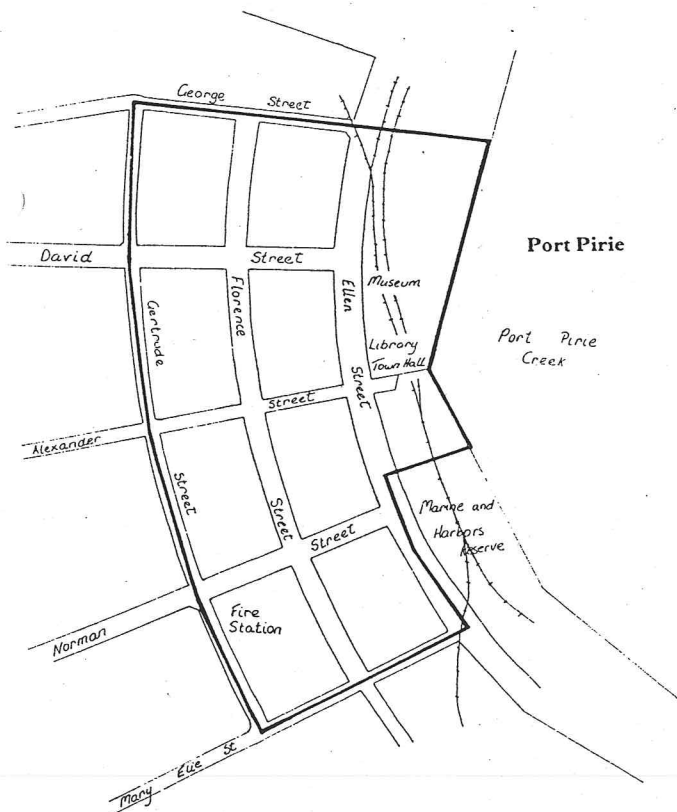 George Street
David Street
Port Pirie
Gertrude Street
Florence Street
Ellen Street
Museum
Library
Town Hall
Port Pirie
Creek
Alexander Street
Marine and
Harbors
Reserve
Norman Street
Fire
Station
Mary Elie St